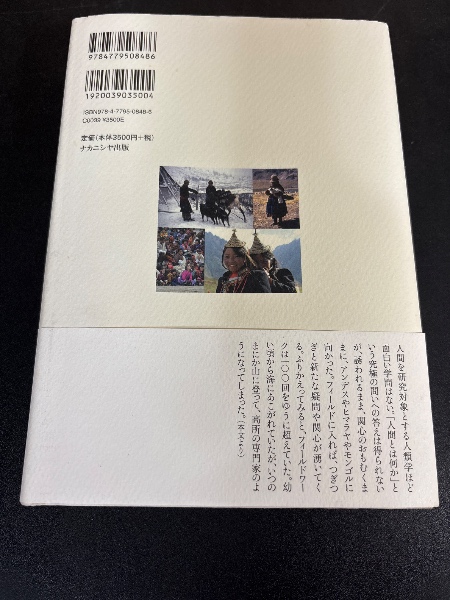 9784779508486
1920039035004
ISBN978-4-7795-0848-6
C0039 ¥3500E
定価(本体3500円+税)
ナカニシヤ出版
人間を研究対象とする人類学ほど
面白い学問はない。「人間とは何か」と
いう究極の問いへの答えは得られない
が、誘われるまま、関心のおもむくま
まに、アンデスやヒマラヤやモンゴルに
向かった。フィールドに入れば、つぎつ
ぎと新たな疑問や関心が湧いてく
る。ふりかえってみると、フィールドワー
クは一〇〇回をゆうに超えていた。幼
い頃から海にあこがれていたが、いつの
まにか山に登って、高所の専門家のよ
うになってしまった。(本文より)